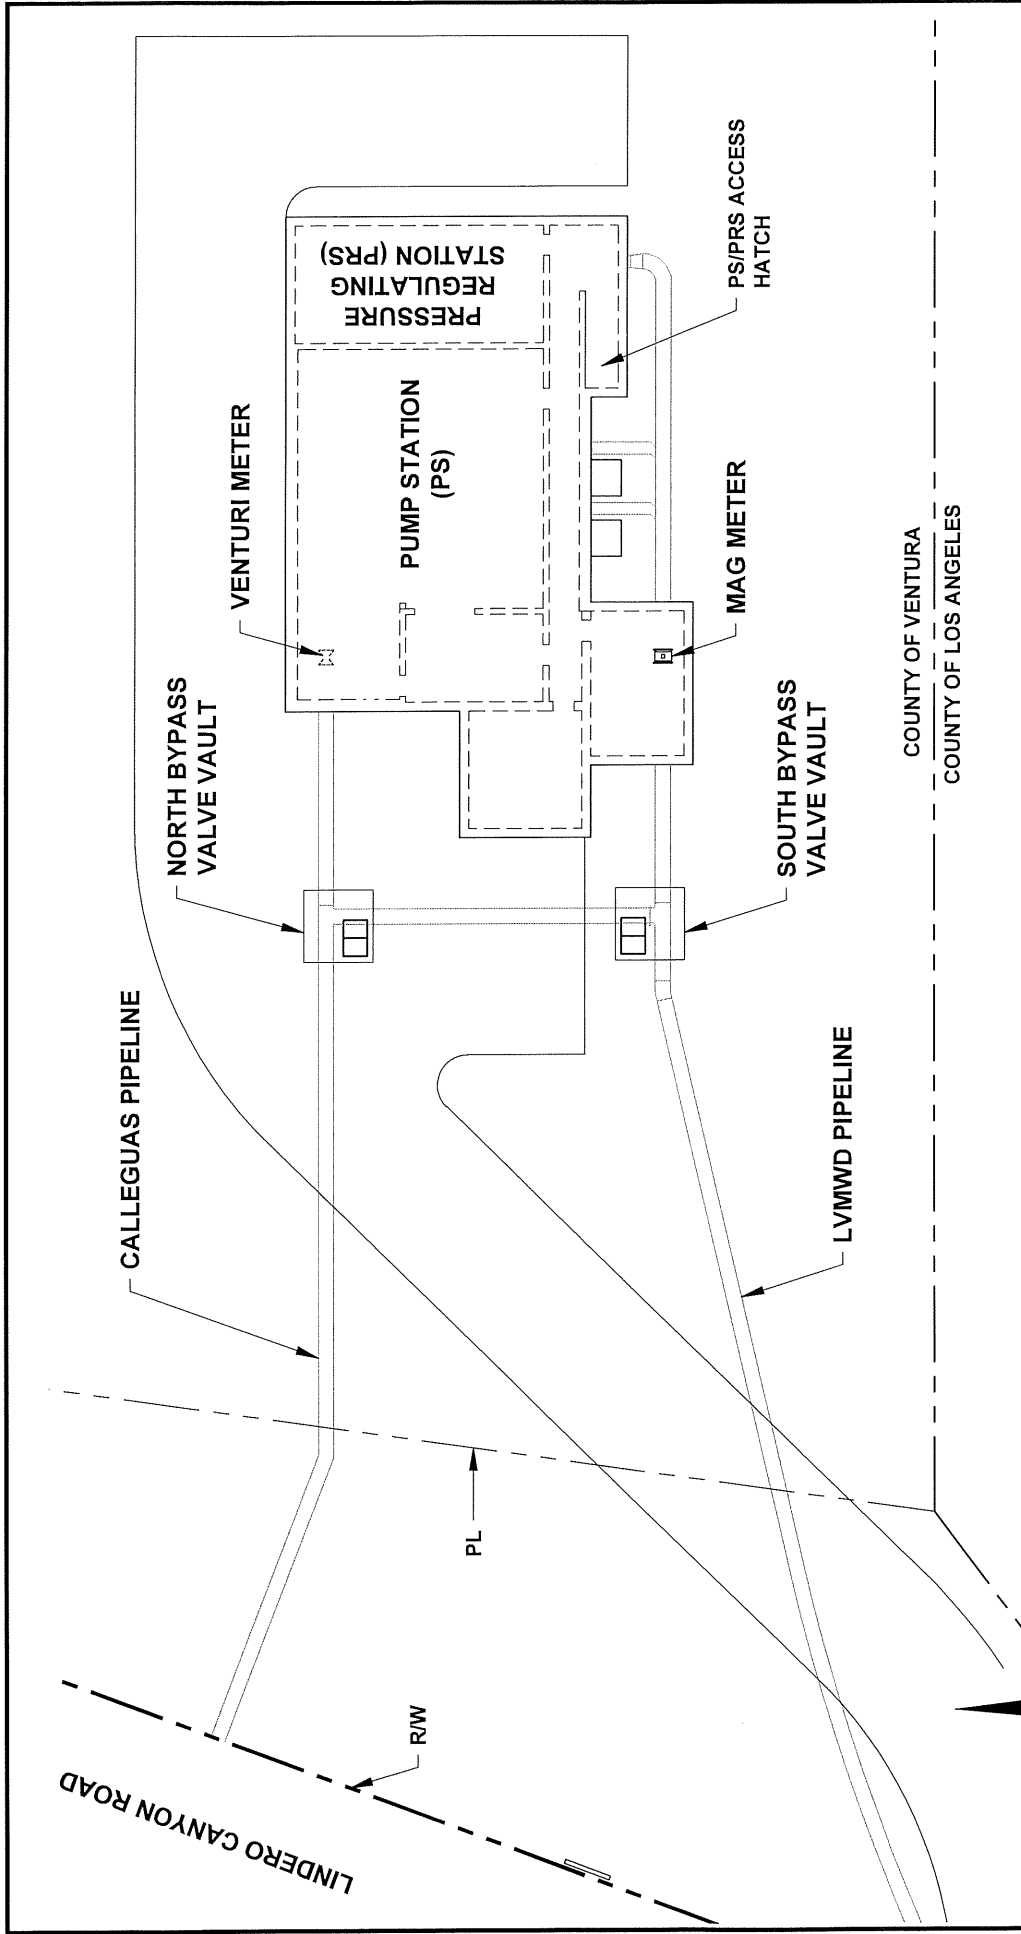 LINDERO CANYON ROAD
R/W
PL
CALLEGUAS PIPELINE
NORTH BYPASS
VALVE VAULT
VENTURI METER
PUMP STATION
(PS)
PRESSURE
REGULATING
STATION (PRS)
PS/PRS ACCESS
HATCH
MAG METER
SOUTH BYPASS
VALVE VAULT
LVMWD PIPELINE
COUNTY OF VENTURA
COUNTY OF LOS ANGELES